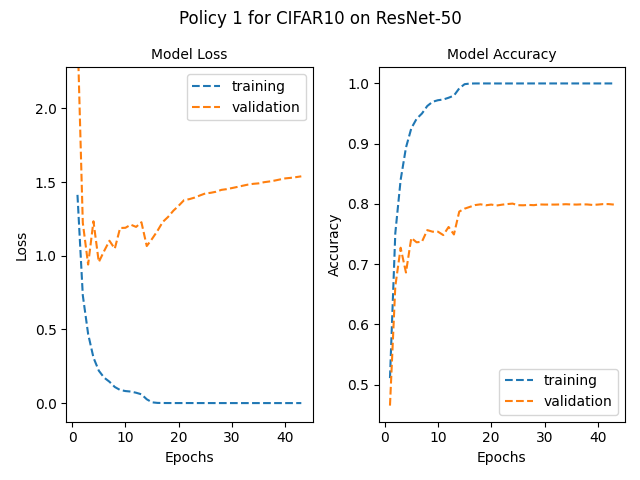 Policy 1 for CIFAR10 on ResNet-50
Model Loss
training
validation
2.0
1.5
1.0
0.5
0.0
Loss
0
10
20
30
40
Epochs
Model Accuracy
1.0
0.9
0.8
0.7
0.6
0.5
Accuracy
training
validation
0
10
20
30
40
Epochs